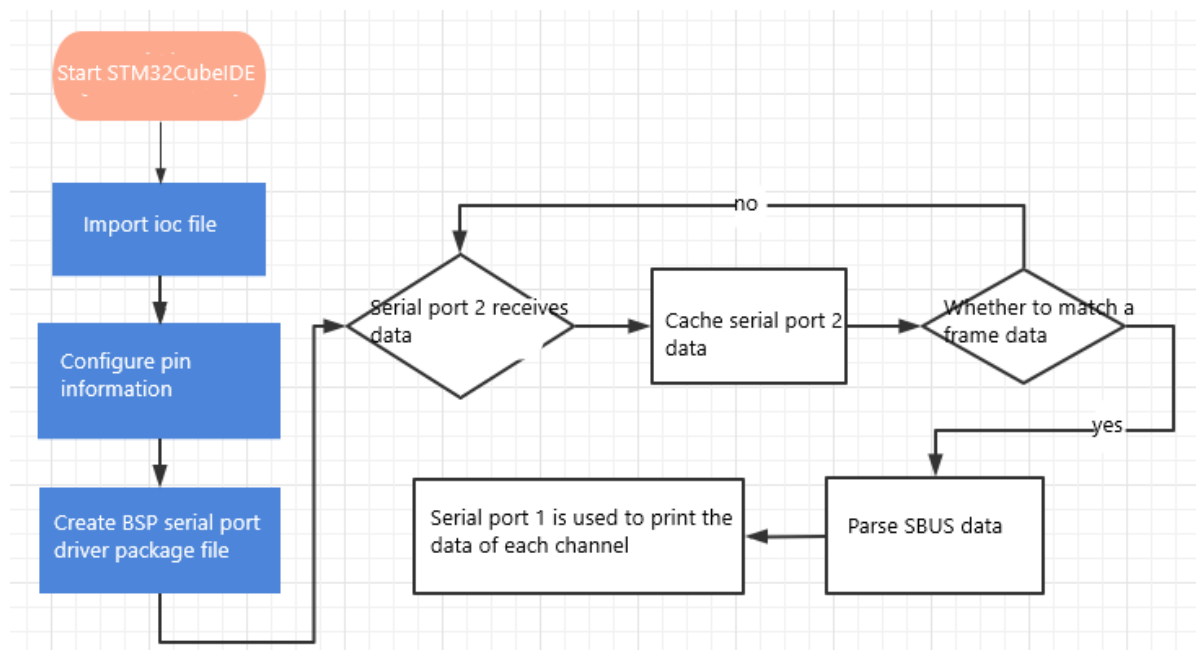 Start STM32CubeIDE
Import ioc file
Configure pin
information
Create BSP serial port
driver package file
Serial port 2 receives
data
Cache serial port 2
data
Whether to match a
frame data
no
yes
Parse SBUS data
Serial port 1 is used to print the
data of each channel